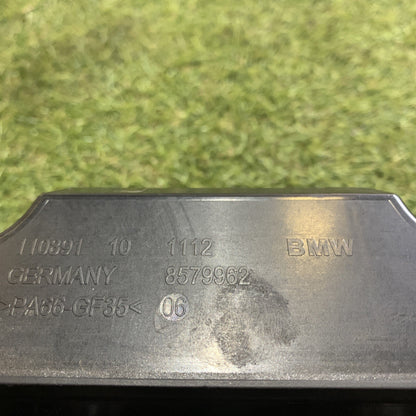 110391 10 1112 BMW
GERMANY 8579962
>PA66-GF35< 06